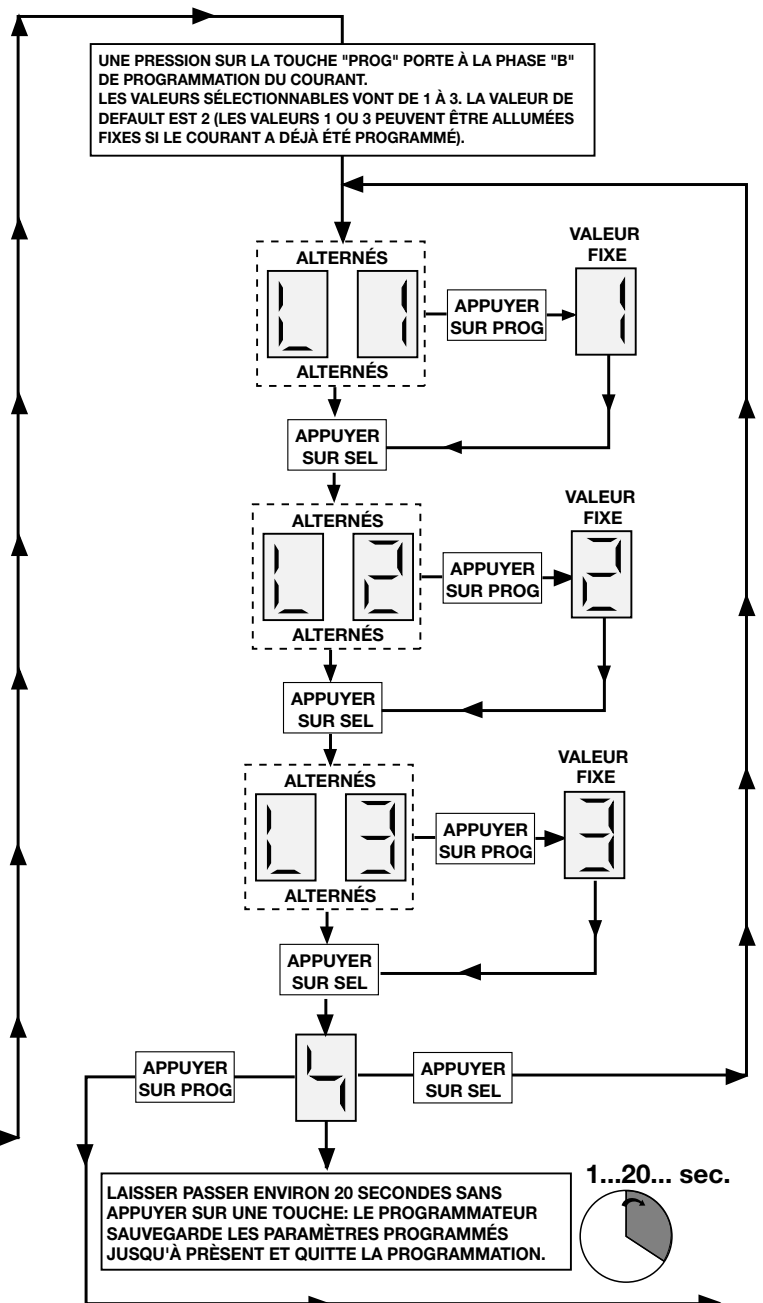 UNE PRESSION SUR LA TOUCHE "PROG" PORTE À LA PHASE "B"
DE PROGRAMMATION DU COURANT.
LES VALEURS SÉLECTIONNABLES VONT DE 1 À 3. LA VALEUR DE
DEFAULT EST 2 (LES VALEURS 1 OU 3 PEUVENT ÊTRE ALLUMÉES
FIXES SI LE COURANT A DÉJÀ ÉTÉ PROGRAMMÉ).
ALTERNÉS
L 1
ALTERNÉS
APPUYER
SUR PROG
VALEUR
FIXE
1
APPUYER
SUR SEL
ALTERNÉS
L 2
ALTERNÉS
APPUYER
SUR PROG
VALEUR
FIXE
2
APPUYER
SUR SEL
ALTERNÉS
L 3
ALTERNÉS
APPUYER
SUR PROG
VALEUR
FIXE
3
APPUYER
SUR SEL
APPUYER
SUR PROG
4
APPUYER
SUR SEL
LAISSER PASSER ENVIRON 20 SECONDES SANS
APPUYER SUR UNE TOUCHE: LE PROGRAMMATEUR
SAUVEGARDE LES PARAMÈTRES PROGRAMMÉS
JUSQU'À PRÈSENT ET QUITTE LA PROGRAMMATION.
1...20... sec.